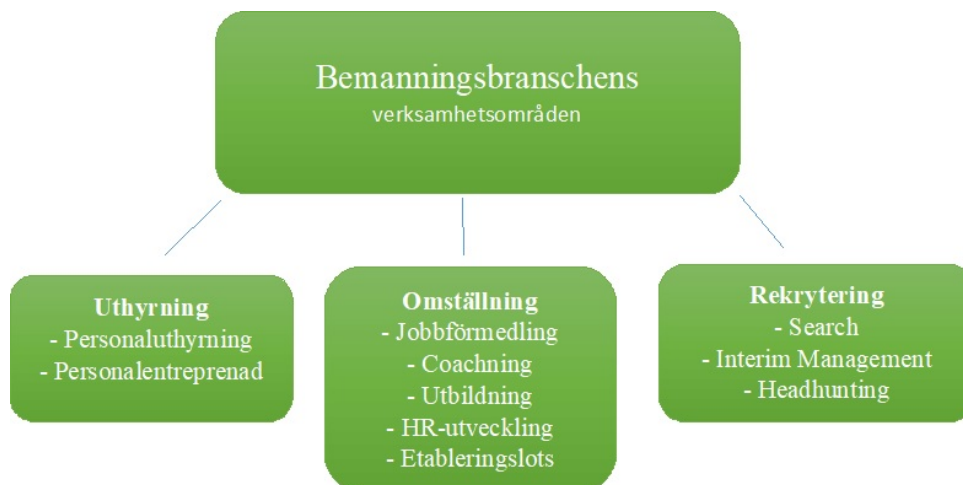 Bemanningsbranschens
verksamhetsområden
Uthyrning
- Personaluthyrning
- Personalentreprenad
Omställning
- Jobbförmedling
- Coachning
- Utbildning
- HR-utveckling
- Etableringslots
Rekrytering
- Search
- Interim Management
- Headhunting